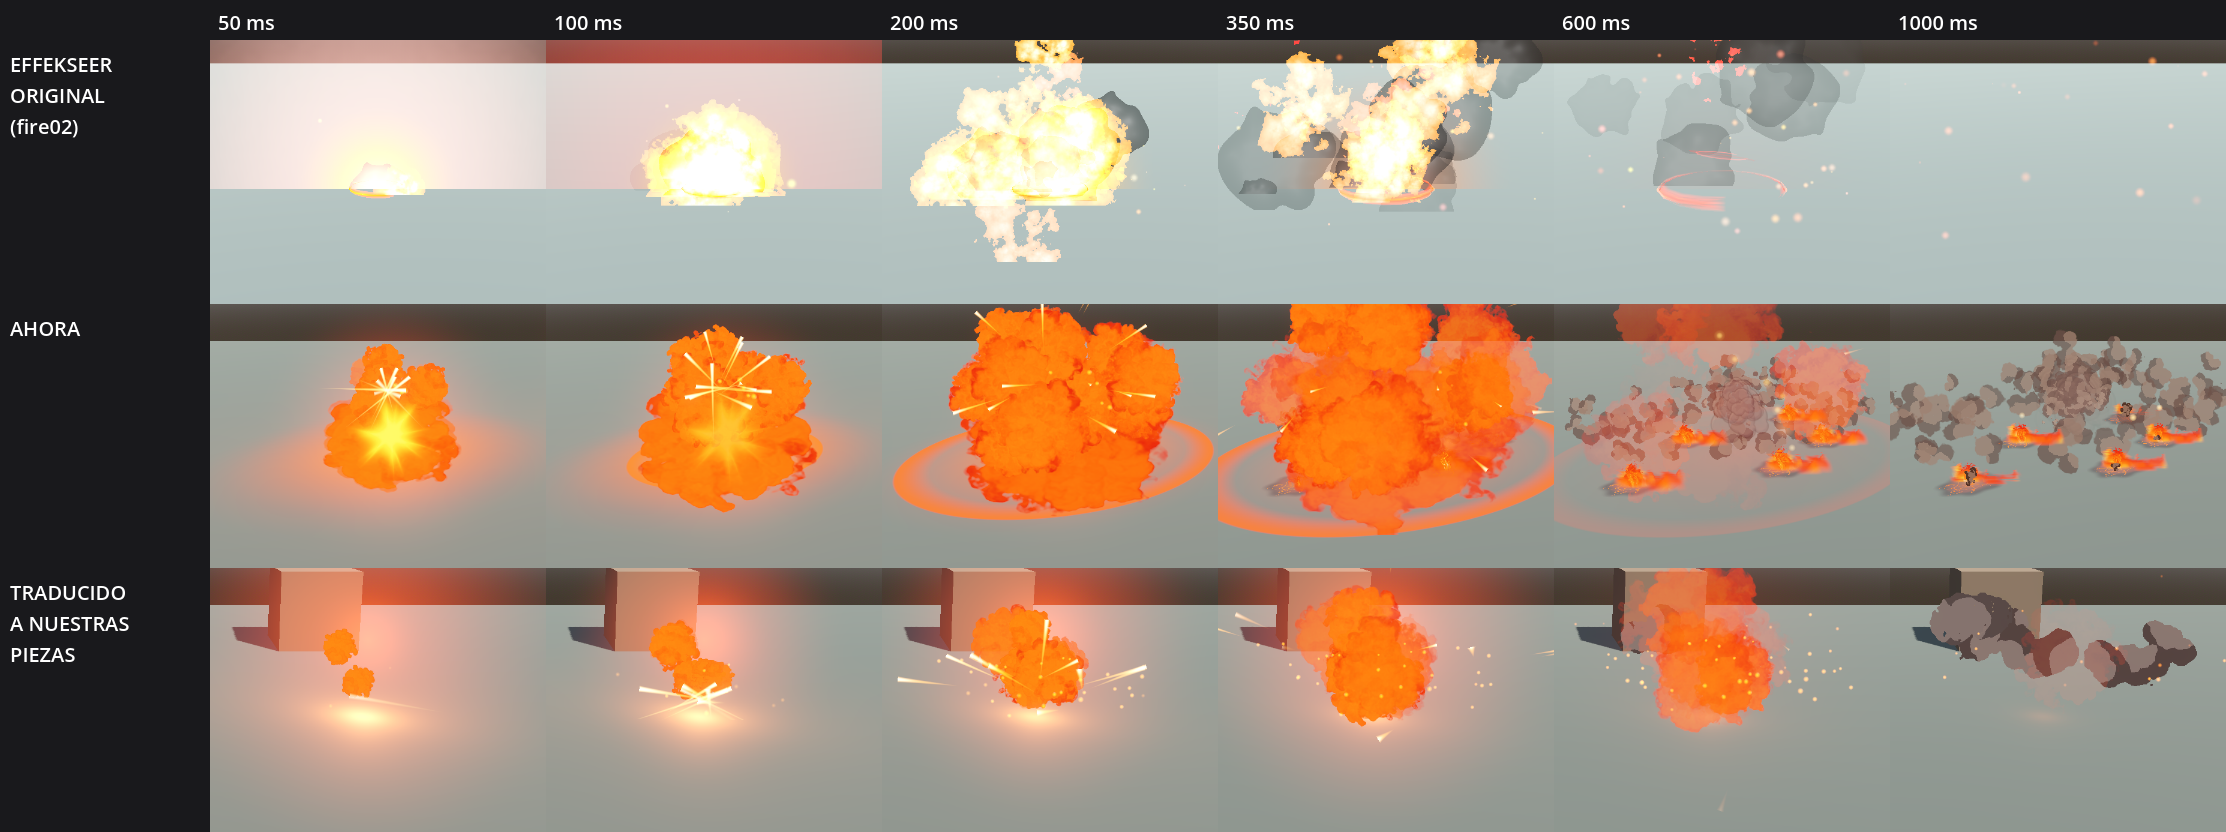 50 ms
100 ms
200 ms
350 ms
600 ms
1000 ms
EFFEKSEER
ORIGINAL
(fire02)
AHORA
TRADUCIDO
A NUESTRAS
PIEZAS